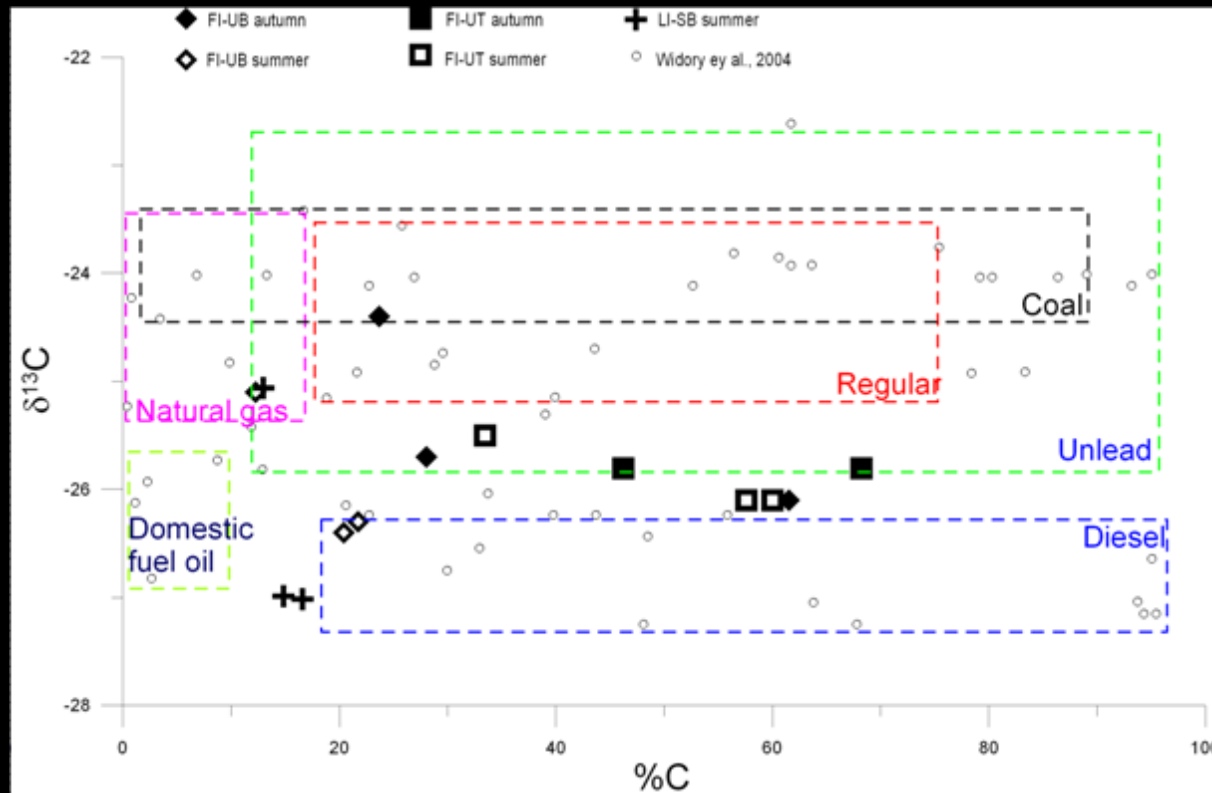 FI-UB autumn FI-UT autumn LI-SB summer
FI-UB summer FI-UT summer Widory ey al., 2004
-22
-24
-26
-28
δ13C
Coal
Regular
Natural gas
Unlead
Domestic
fuel oil
Diesel
0 20 40 60 80 100
%C